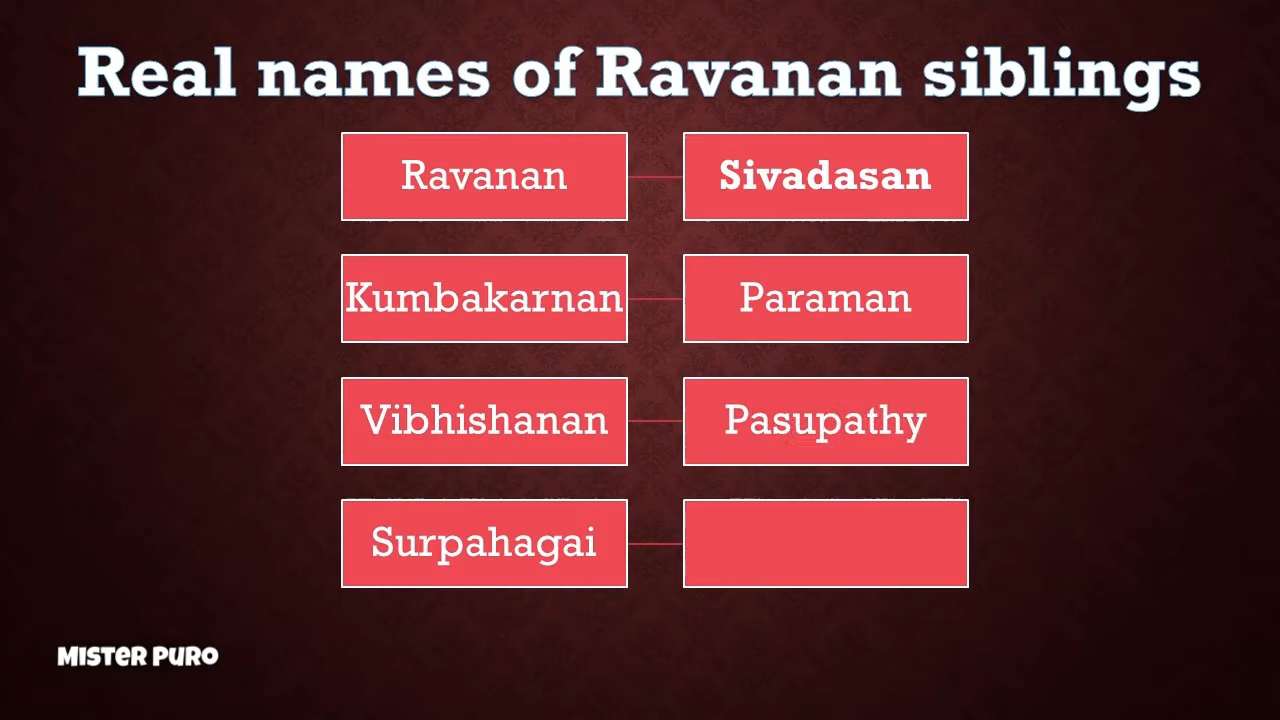 Real names of Ravanan siblings
Ravanan
Sivadasan
Kumbakarnan
Paraman
Vibhishanan
Pasupathy
Surpahagai
MISTER PURO